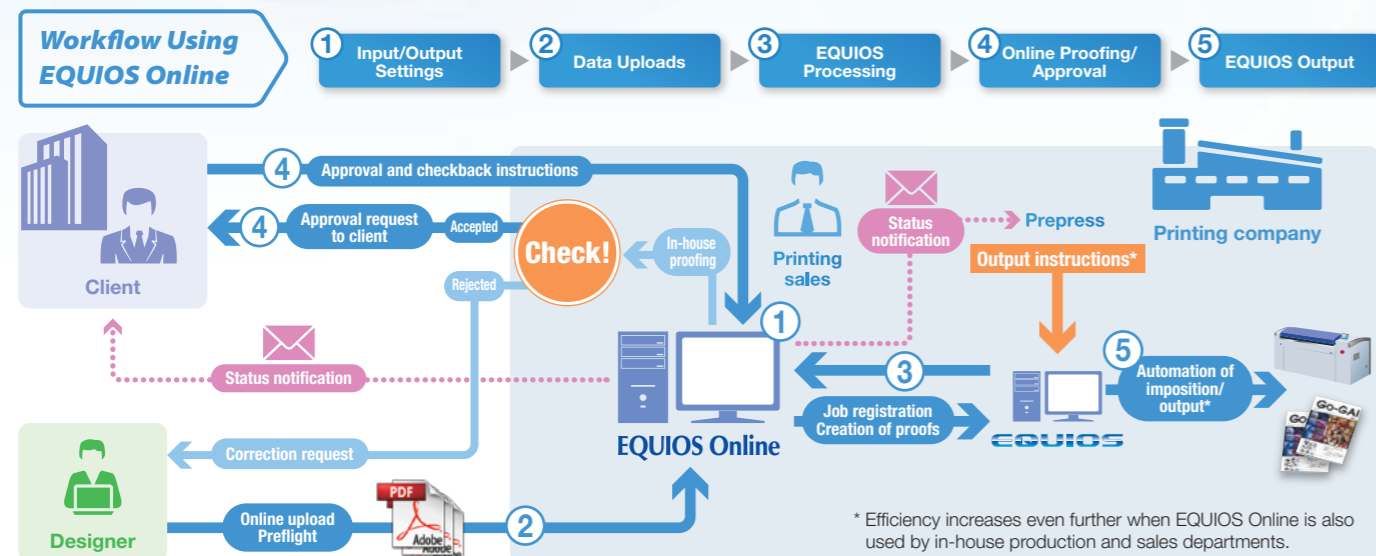 Workflow Using
EQUIOS Online
1
Input/Output
Settings
2
Data Uploads
3
EQUIOS
Processing
4
Online Proofing/
Approval
5
EQUIOS Output
4
Approval and checkback instructions
4
Approval request
to client
Accepted
Check!
In-house
proofing
Rejected
Client
Printing
sales
Status
notification
Prepress
Printing company
Output instructions*
1
Status notification
3
5
Automation of
imposition/
output*
Job registration
Creation of proofs
EQUIOS Online
EQUIOS
GO-GAI
GO
Correction request
Designer
Online upload
Preflight
PDF
Adobe
Adobe
2
* Efficiency increases even further when EQUIOS Online is also
used by in-house production and sales departments.